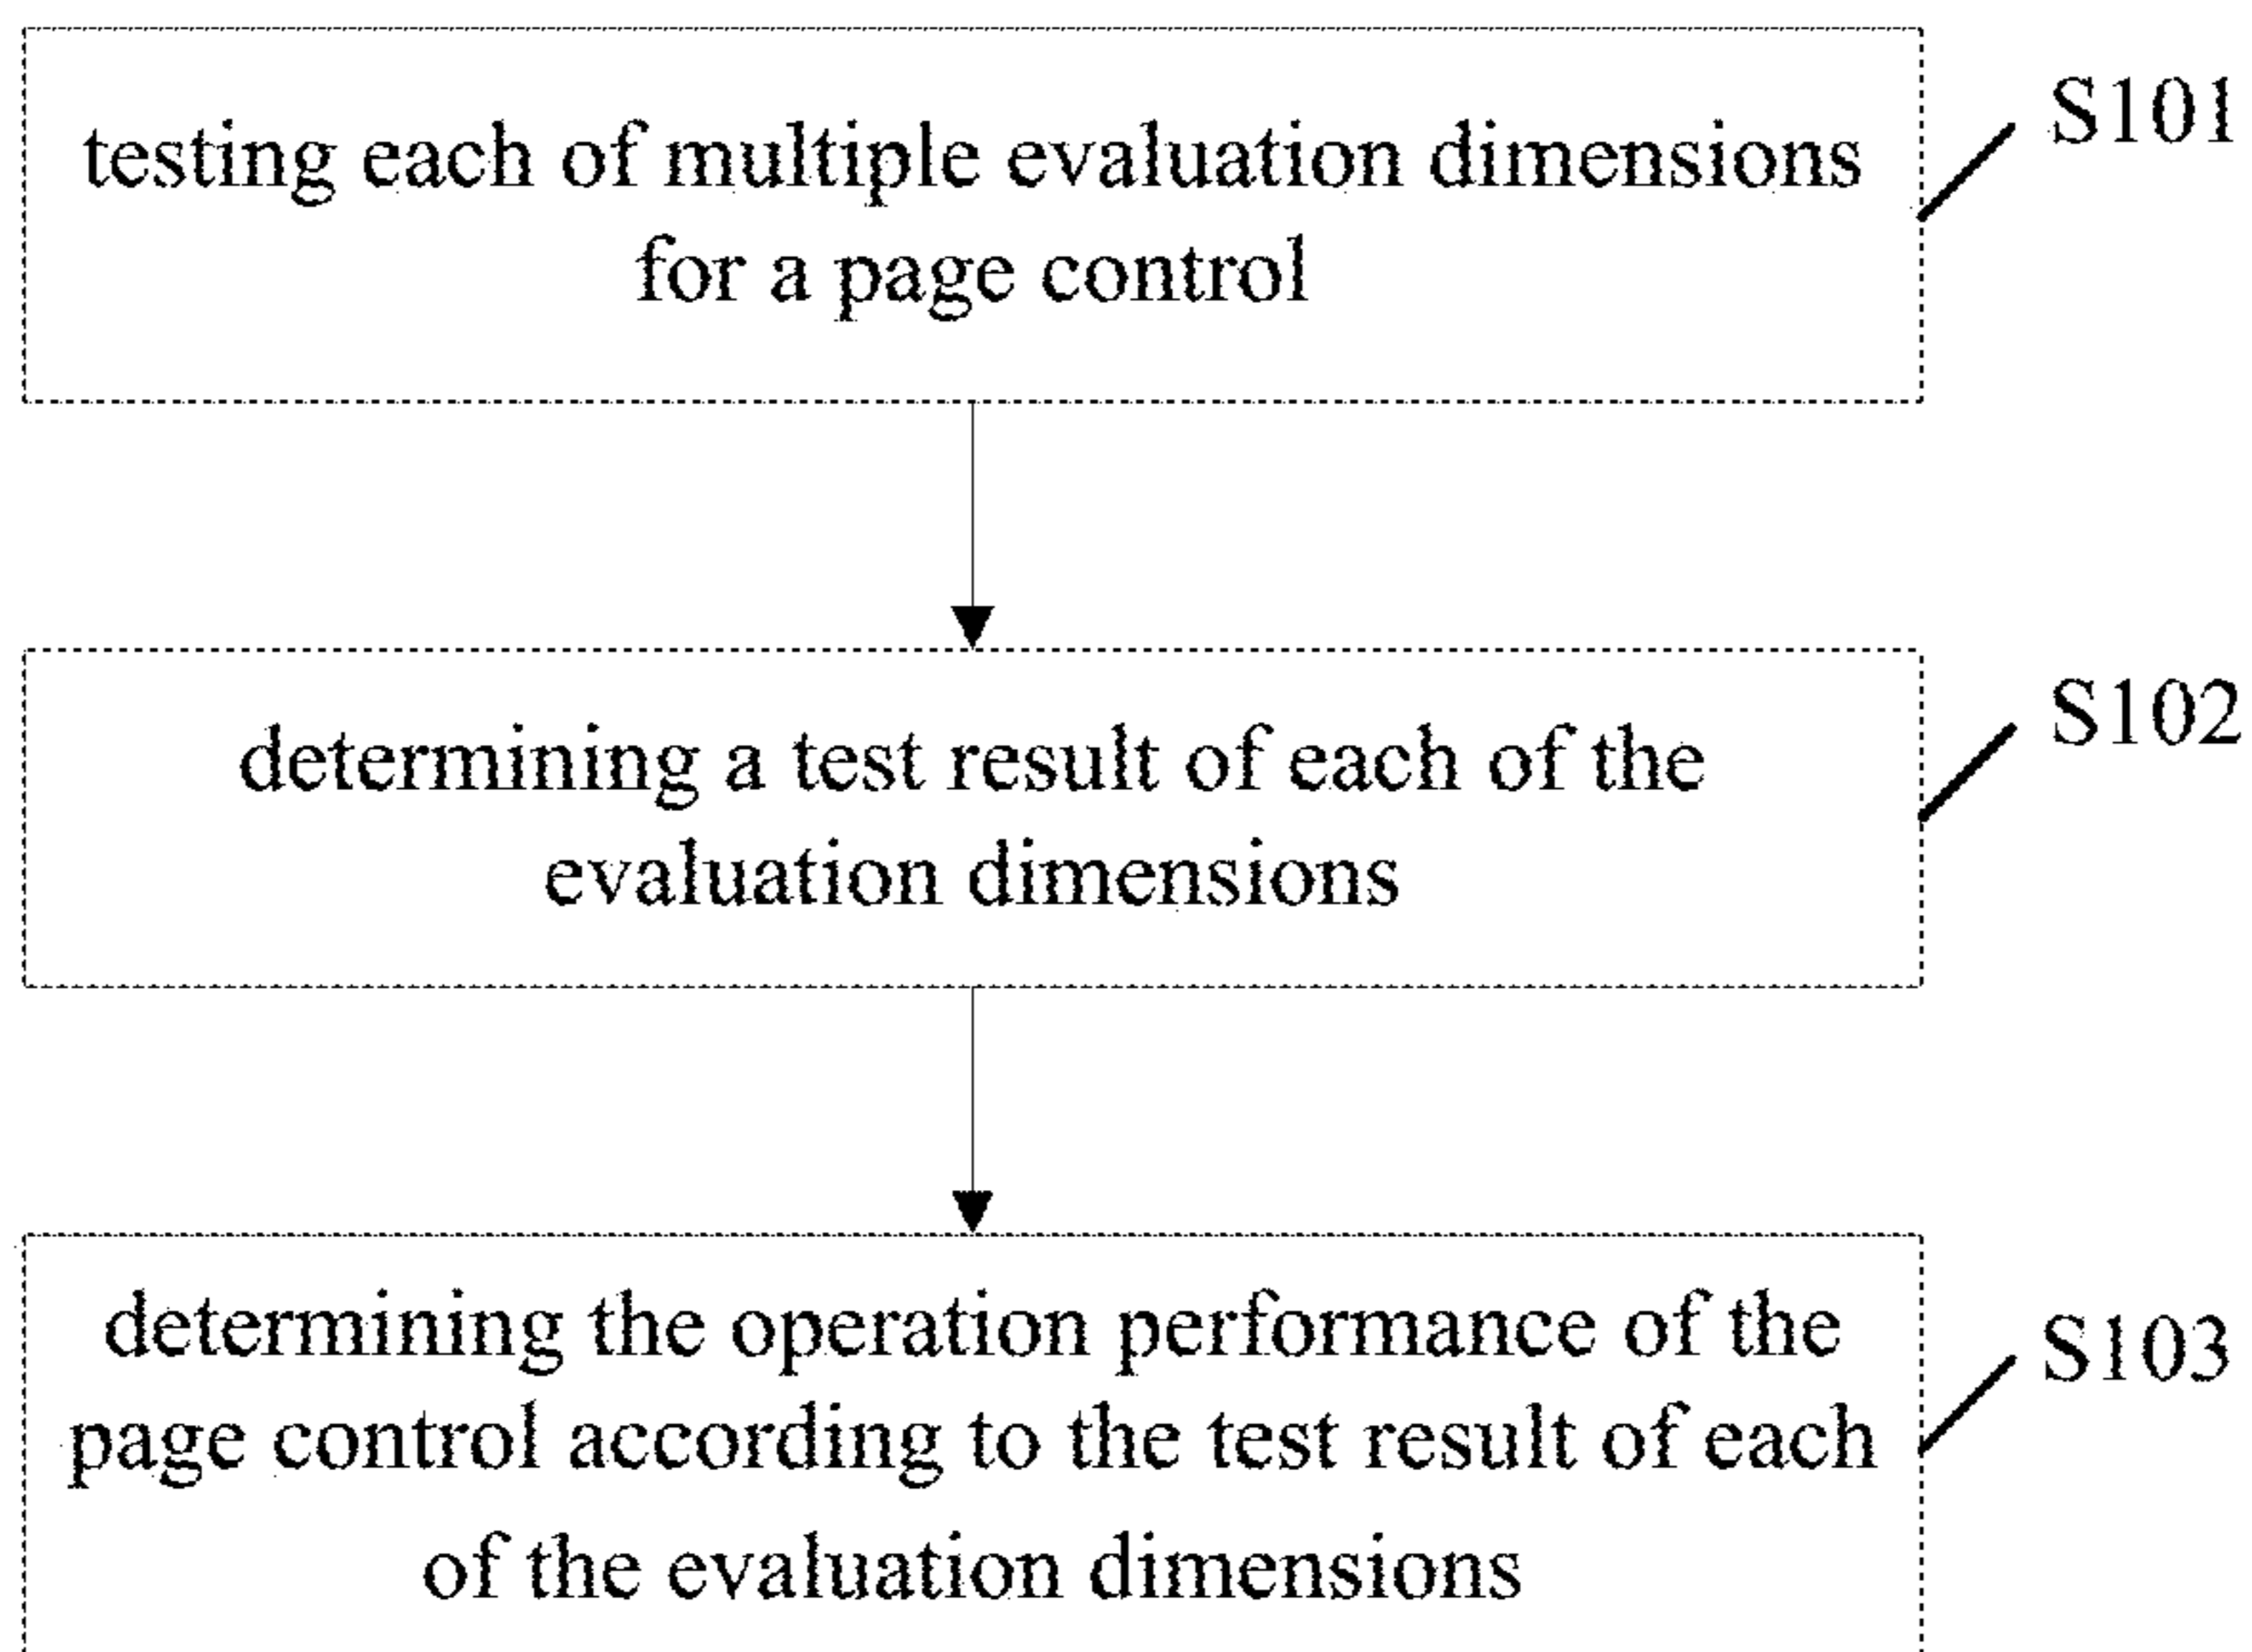 testing each of multiple evaluation dimensions
for a page control
S101
determining a test result of each of the
evaluation dimensions
S102
determining the operation performance of the
page control according to the test result of each
of the evaluation dimensions
S103